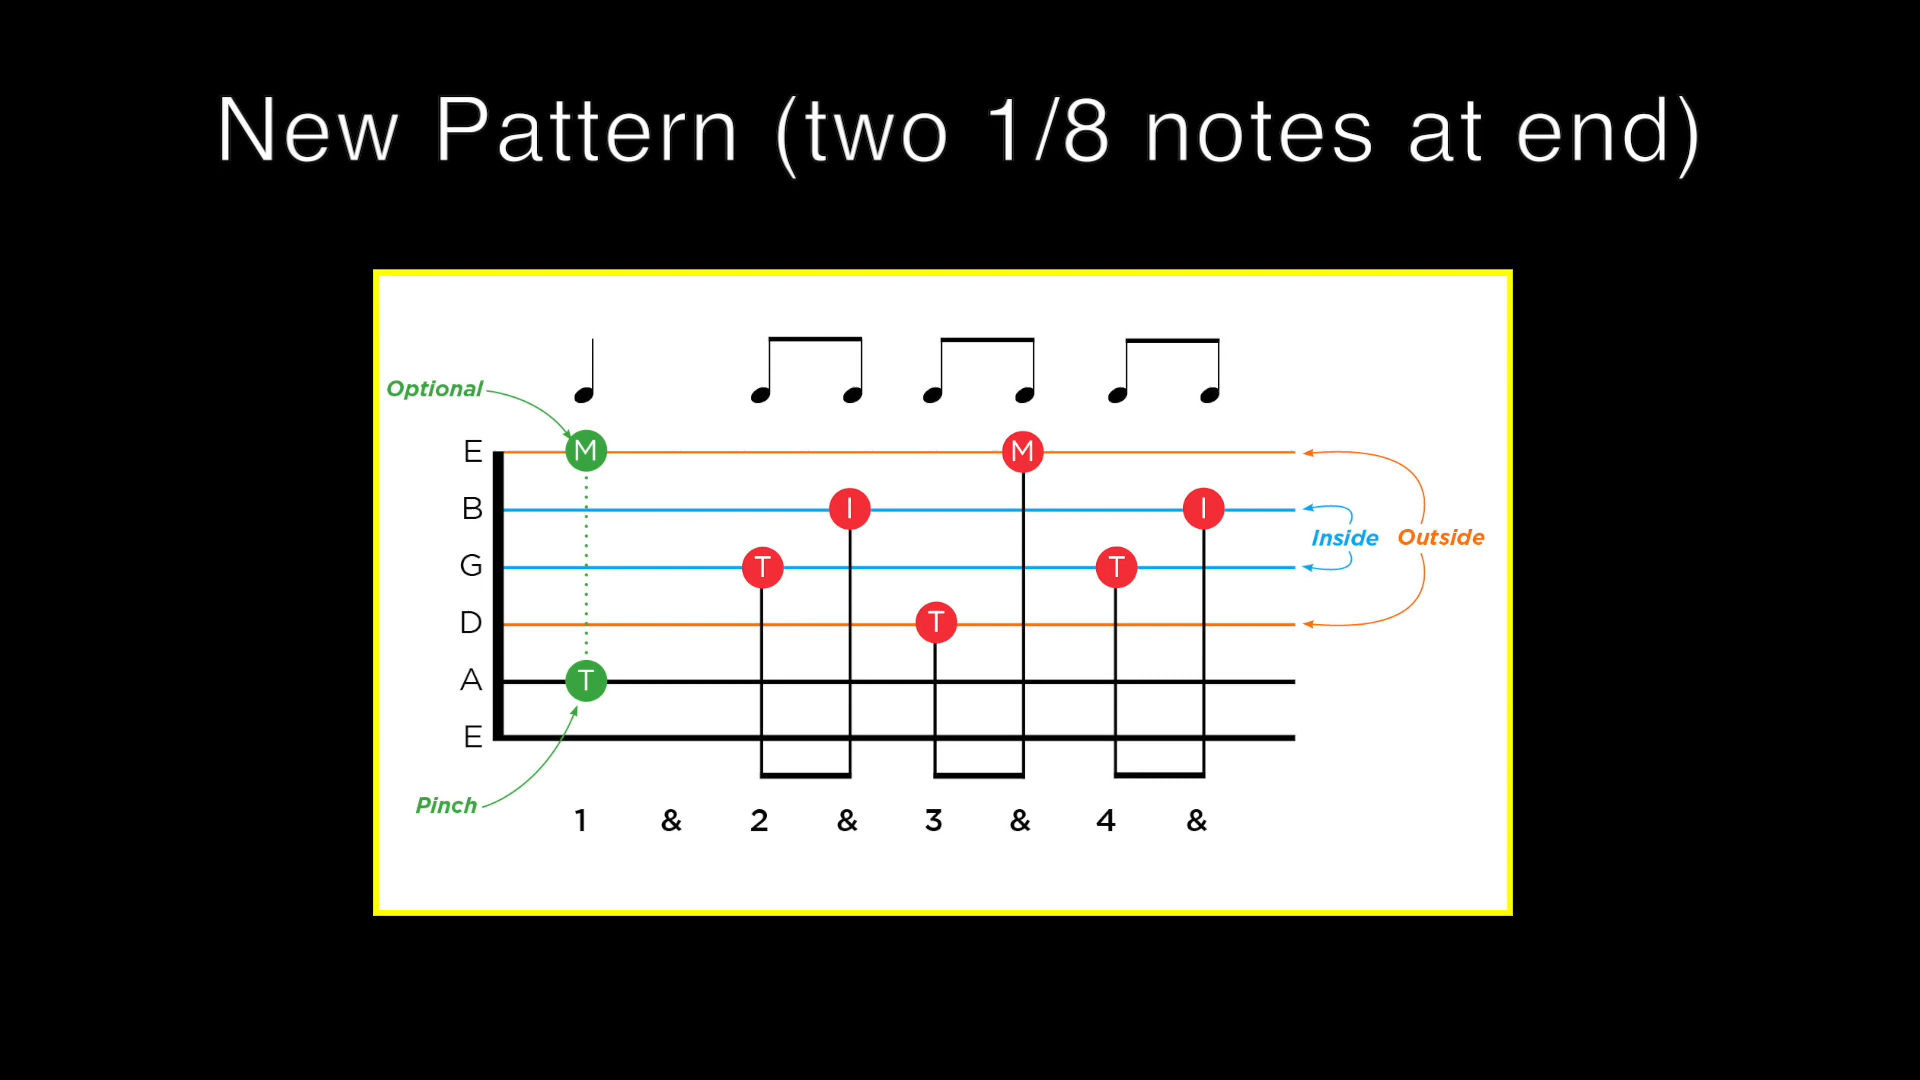 New Pattern (two 1/8 notes at end)
Optional
E M M
B I I
Inside Outside
G T T
D T
A T
E
Pinch
1 & 2 & 3 & 4 &